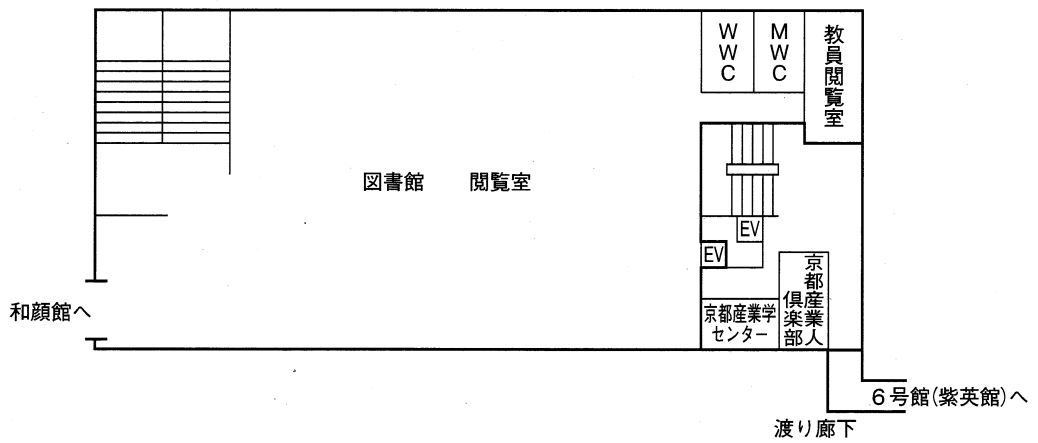 WWC
MWC
教員閲覧室
図書館　閲覧室
EV
EV
京都産業人
倶楽部
京都産業学
センター
和顔館へ
6号館(紫英館)へ
渡り廊下